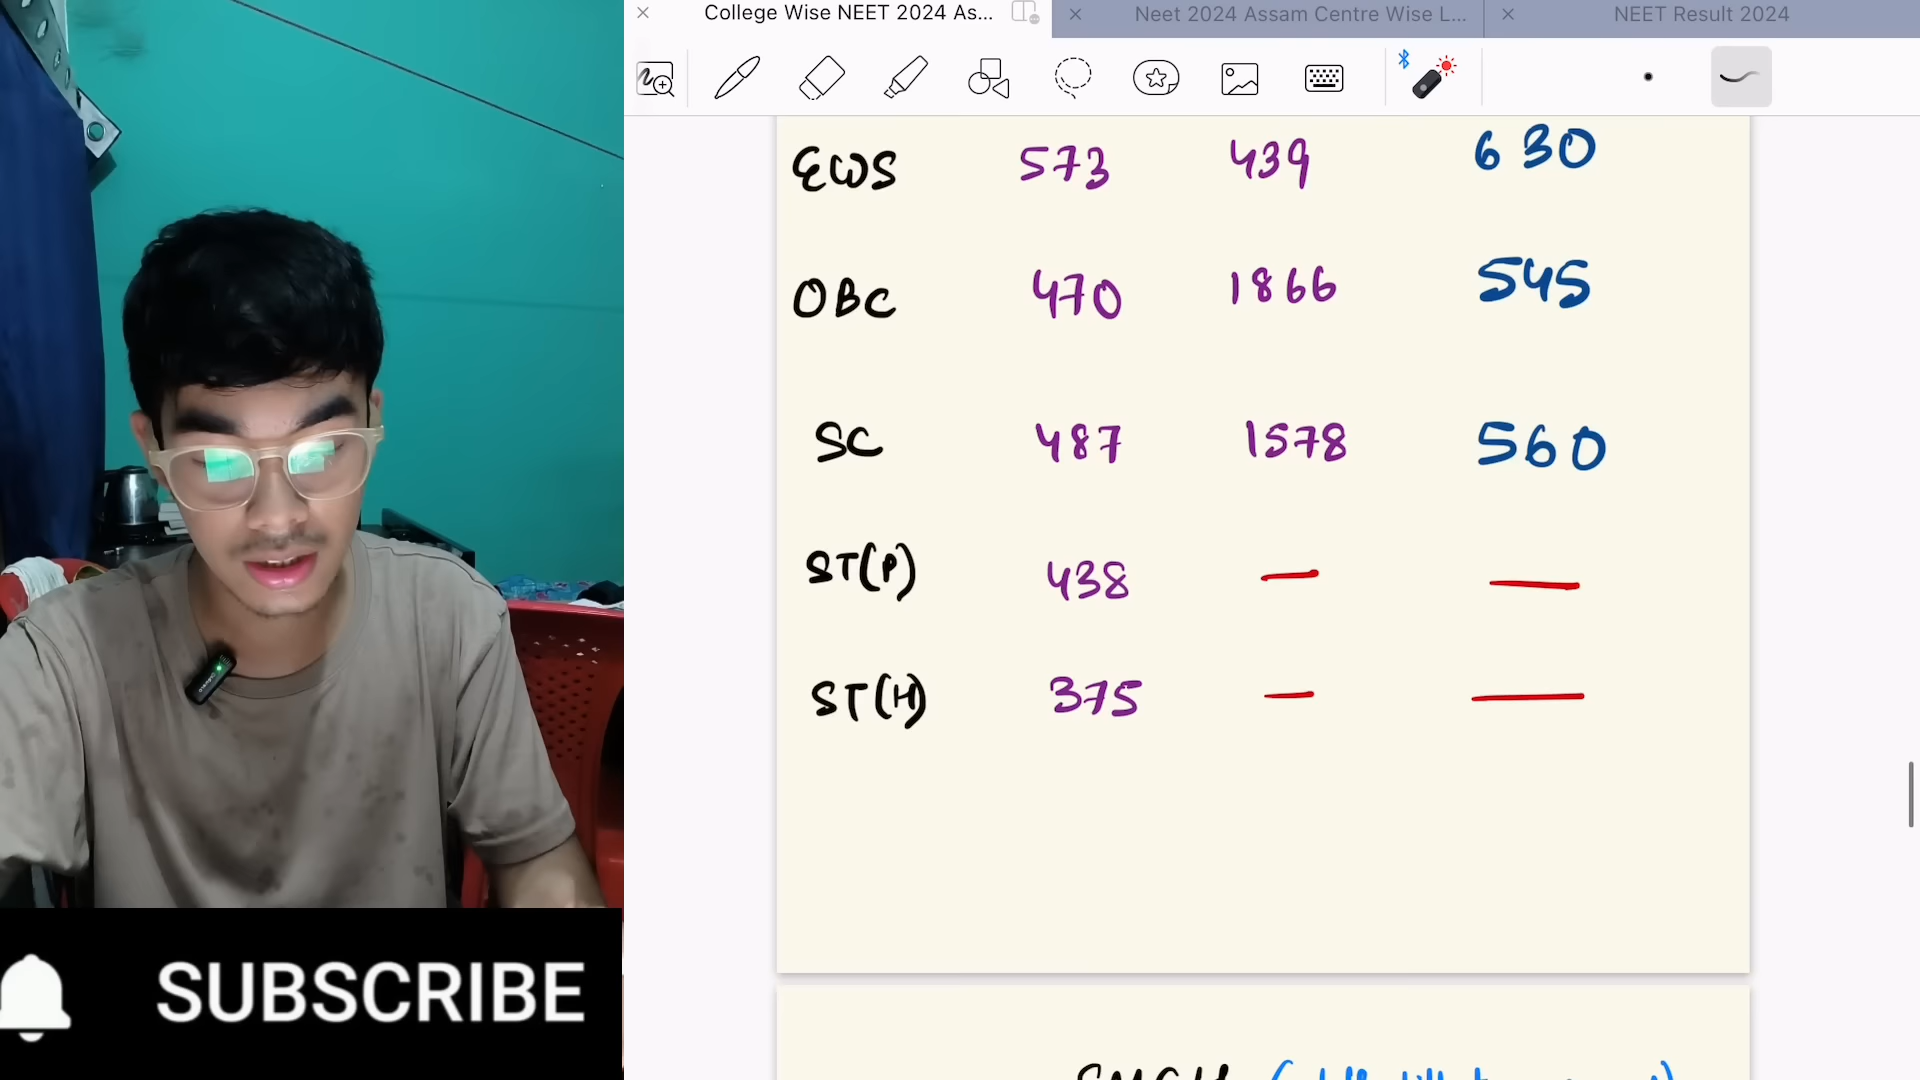 College Wise NEET 2024 As...
Neet 2024 Assam Centre Wise L...
NEET Result 2024
EWS 573 439 630
OBC 470 1866 545
SC 487 1578 560
ST(P) 438 — —
ST(H) 375 — —
SUBSCRIBE